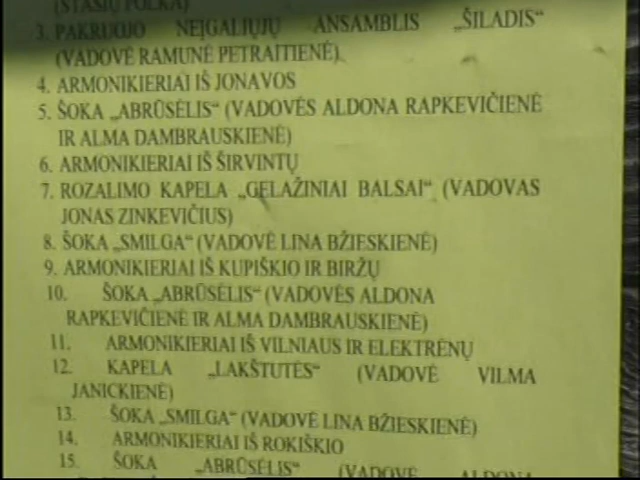 (STASIŲ POLKA)
3. PAKRUOJO NEĮGALIŲJŲ ANSAMBLIS „ŠILADIS“
(VADOVĖ RAMUNĖ PETRAITIENĖ)
4. ARMONIKIERIAI IŠ JONAVOS
5. ŠOKA „ABRŪSĖLIS“ (VADOVĖS ALDONA RAPKEVIČIENĖ
IR ALMA DAMBRAUSKIENĖ)
6. ARMONIKIERIAI IŠ ŠIRVINTŲ
7. ROZALIMO KAPELA „GELAŽINIAI BALSAI“ (VADOVAS
JONAS ZINKEVIČIUS)
8. ŠOKA „SMILGA“ (VADOVĖ LINA BŽIESKIENĖ)
9. ARMONIKIERIAI IŠ KUPIŠKIO IR BIRŽŲ
10. ŠOKA „ABRŪSĖLIS“ (VADOVĖS ALDONA
RAPKEVIČIENĖ IR ALMA DAMBRAUSKIENĖ)
11. ARMONIKIERIAI IŠ VILNIAUS IR ELEKTRĖNŲ
12. KAPELA „LAKŠTUTĖS“ (VADOVĖ VILMA
JANICKIENĖ)
13. ŠOKA „SMILGA“ (VADOVĖ LINA BŽIESKIENĖ)
14. ARMONIKIERIAI IŠ ROKIŠKIO
15. ŠOKA „ABRŪSĖLIS“ (VADOVĖ ALDONA